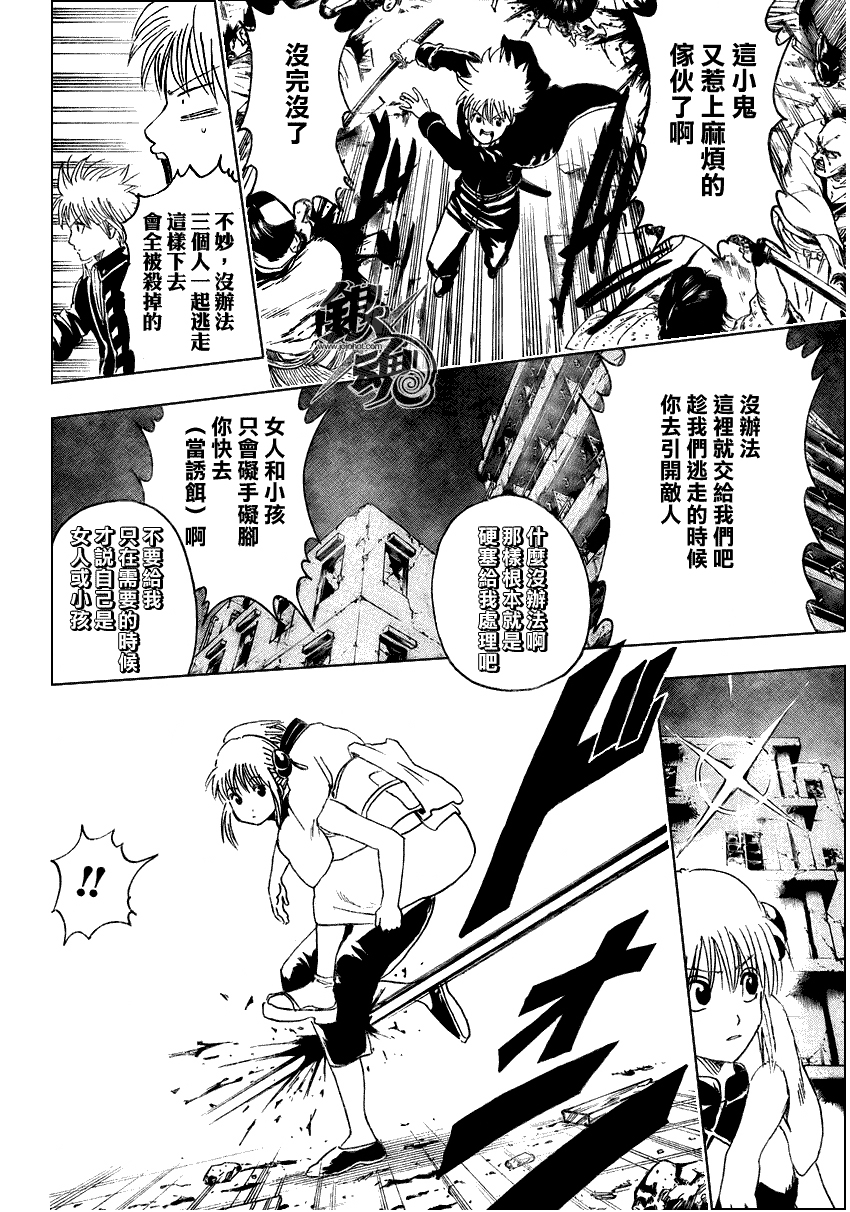 這小鬼
又惹上麻煩的
傢伙了啊
沒完沒了
不妙，沒辦法
三個人一起逃走
這樣下去
會全被殺掉的
銀魂
www.jojohot.com
沒辦法
這裡就交給我們吧
趁我們逃走的時候
你去引開敵人
什麼沒辦法啊
那樣根本就是
硬塞給我處理吧
女人和小孩
只會礙手礙腳
你快去
（當誘餌）啊
不要給我
只在需要的時候
才說自己是
女人或小孩
ドォッ
!!